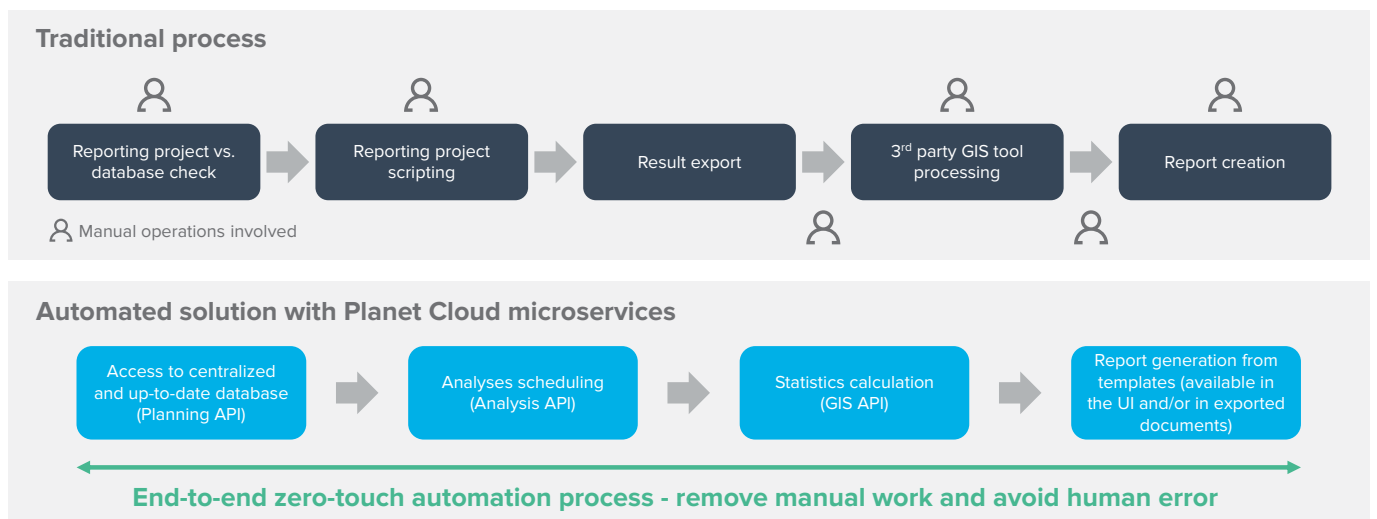 Traditional process
Reporting project vs.
database check
Reporting project
scripting
Result export
3rd party GIS tool
processing
Report creation
Manual operations involved
Automated solution with Planet Cloud microservices
Access to centralized
and up-to-date database
(Planning API)
Analyses scheduling
(Analysis API)
Statistics calculation
(GIS API)
Report generation from
templates (available in
the UI and/or in exported
documents)
End-to-end zero-touch automation process - remove manual work and avoid human error